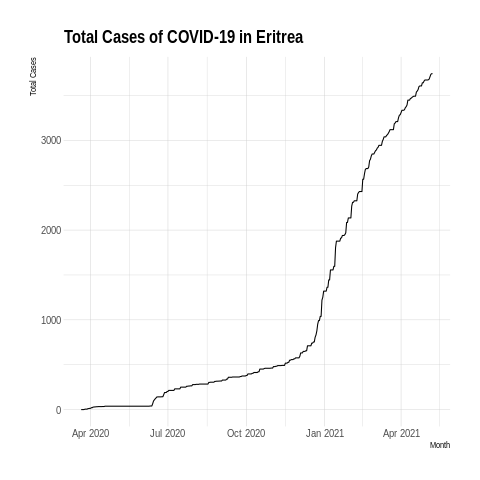 Total Cases of COVID-19 in Eritrea
Total Cases
3000
2000
1000
0
Apr 2020 Jul 2020 Oct 2020 Jan 2021 Apr 2021
Month